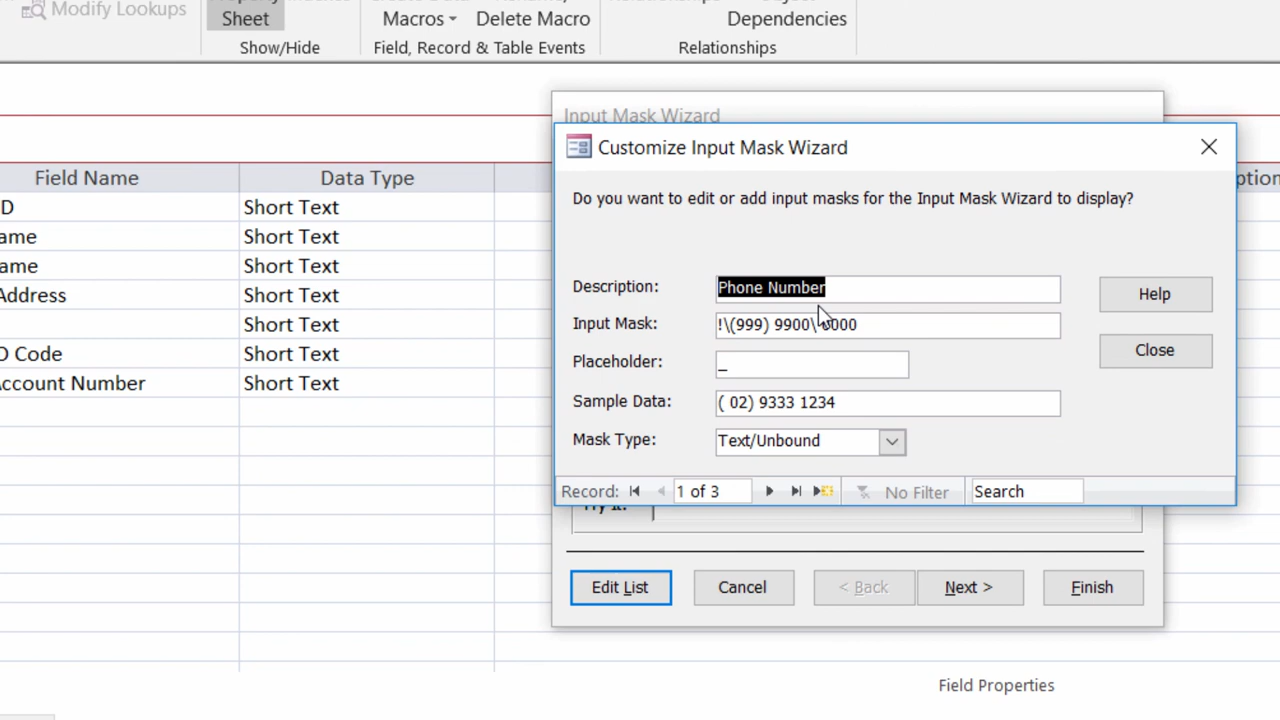 Modify Lookups
Sheet
Macros
Delete Macro
Dependencies
Show/Hide
Field, Record & Table Events
Relationships
Input Mask Wizard
Customize Input Mask Wizard
Field Name
Data Type
Do you want to edit or add input masks for the Input Mask Wizard to display?
D
Short Text
ame
Short Text
ame
Short Text
Address
Short Text
Short Text
O Code
Short Text
Account Number
Short Text
Description:
Phone Number
Help
Input Mask:
!\(999) 9900\ 0000
Placeholder:
_
Close
Sample Data:
( 02) 9333 1234
Mask Type:
Text/Unbound
Record:
1 of 3
No Filter
Search
Edit List
Cancel
< Back
Next >
Finish
Field Properties